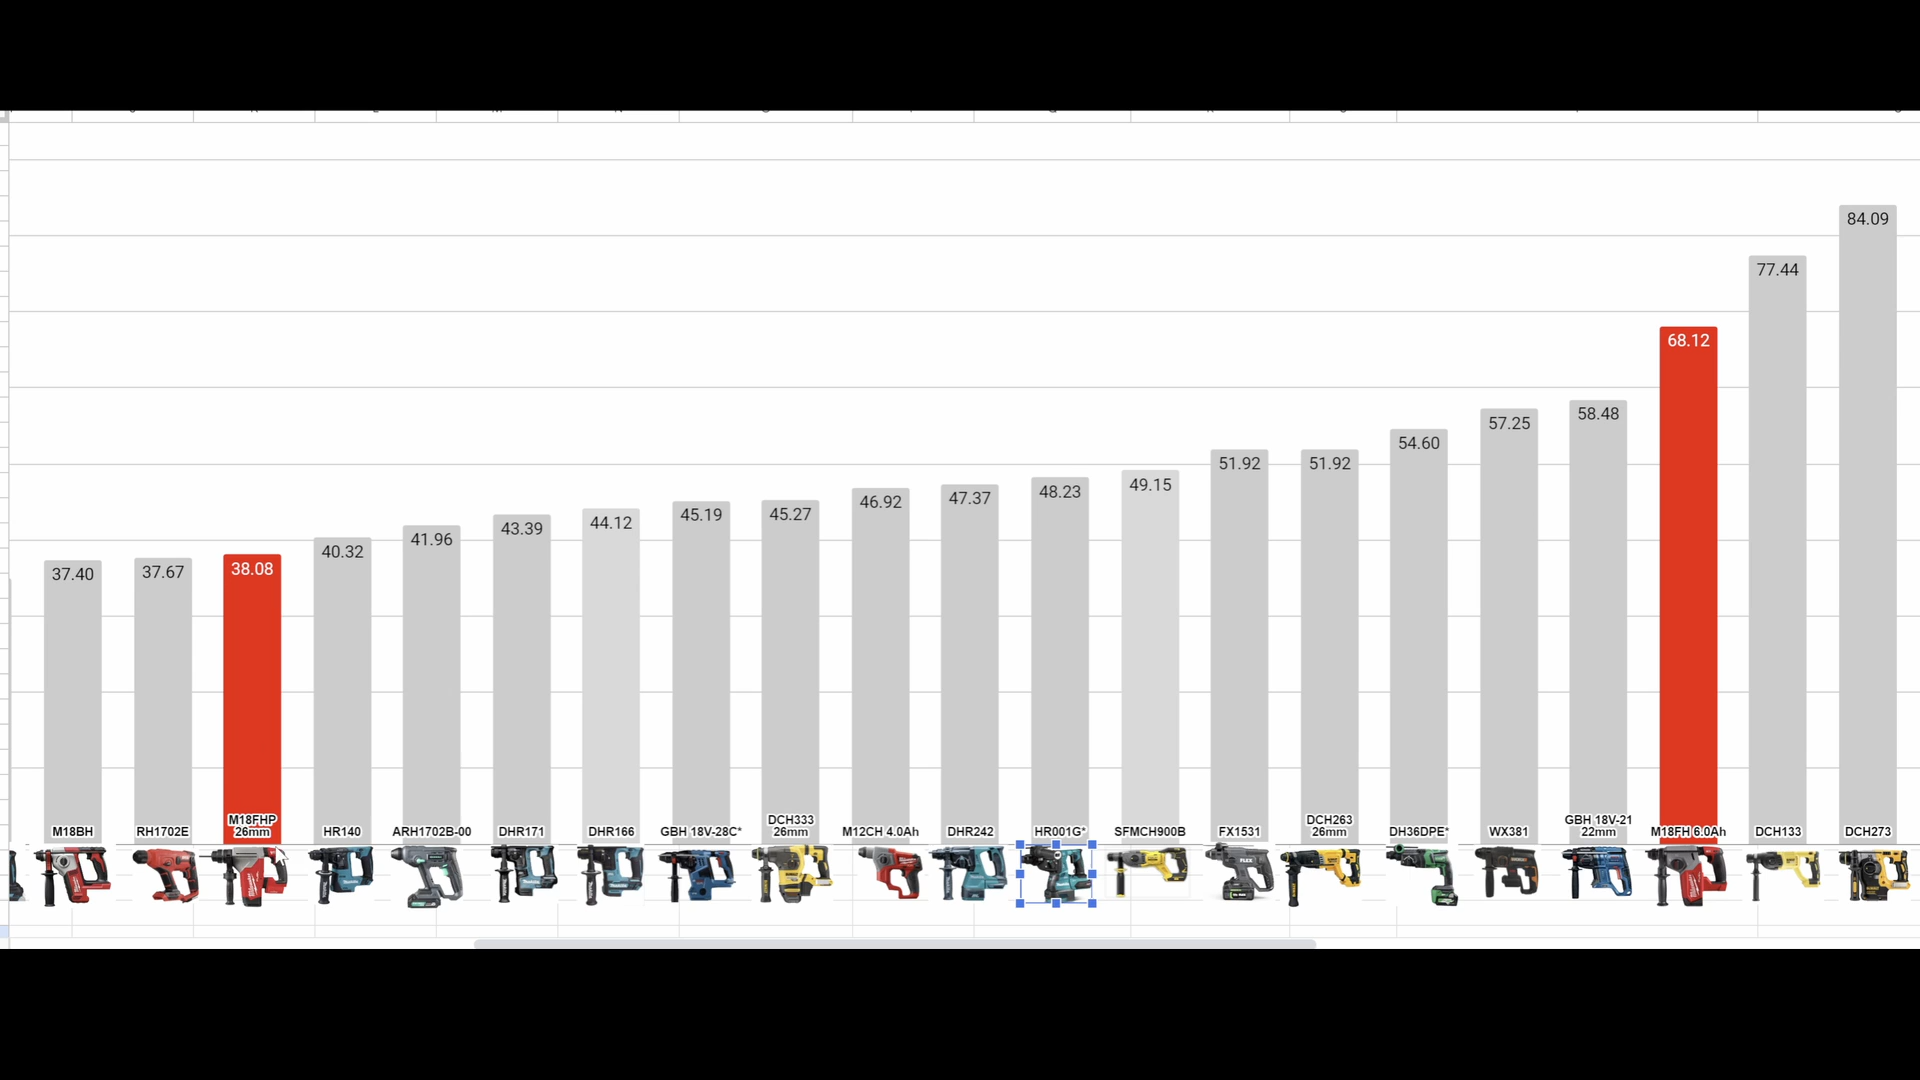 84.09
77.44
68.12
58.48
57.25
54.60
51.92
51.92
49.15
48.23
47.37
46.92
45.27
45.19
44.12
43.39
41.96
40.32
38.08
37.67
37.40
M18BH
RH1702E
M18FHP
26mm
HR140
ARH1702B-00
DHR171
DHR166
GBH 18V-28C*
DCH333
26mm
M12CH 4.0Ah
DHR242
HR001G*
SFMCH900B
FX1531
DCH263
26mm
DH36DPE*
WX381
GBH 18V-21
22mm
M18FH 6.0Ah
DCH133
DCH273
FLEX